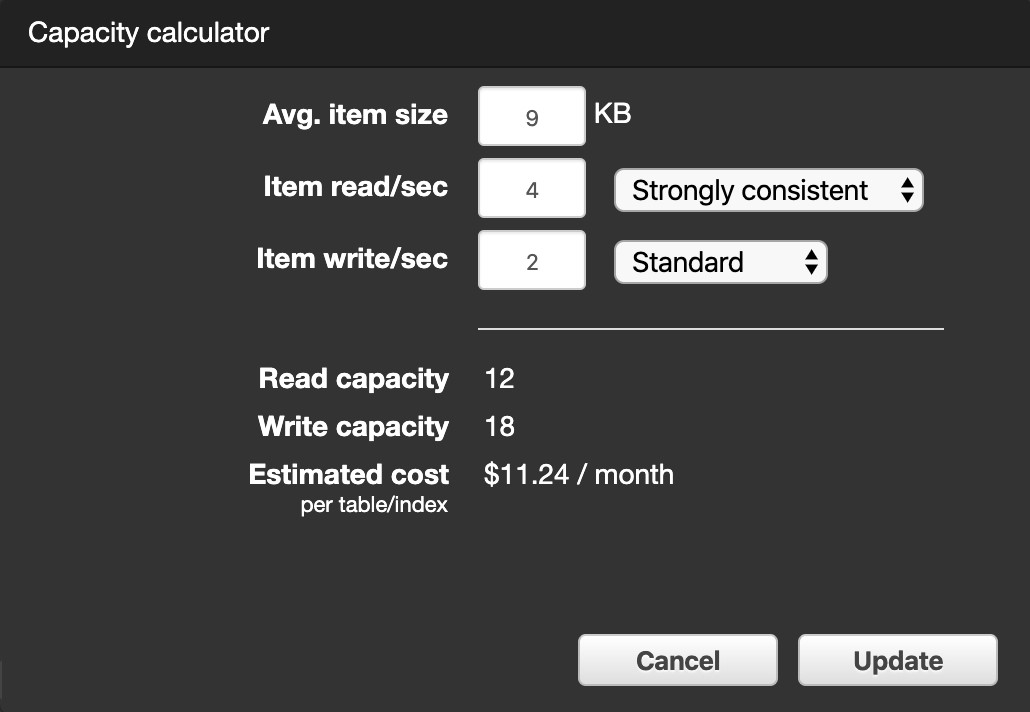 Capacity calculator
Avg. item size 9 KB
Item read/sec 4 Strongly consistent
Item write/sec 2 Standard
Read capacity 12
Write capacity 18
Estimated cost $11.24 / month
per table/index
Cancel Update